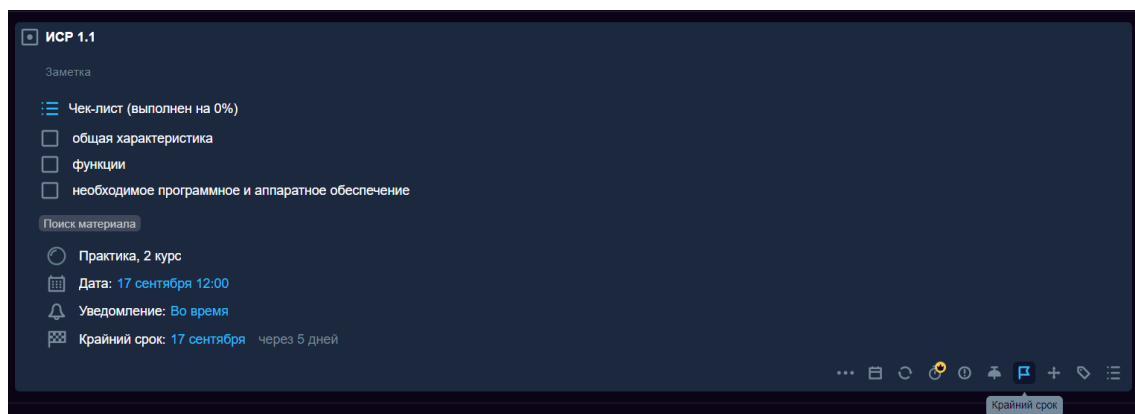 ИСР 1.1
Заметка
Чек-лист (выполнен на 0%)
общая характеристика
функции
необходимое программное и аппаратное обеспечение
Поиск материала
Практика, 2 курс
Дата: 17 сентября 12:00
Уведомление: Во время
Крайний срок: 17 сентября через 5 дней
Крайний срок